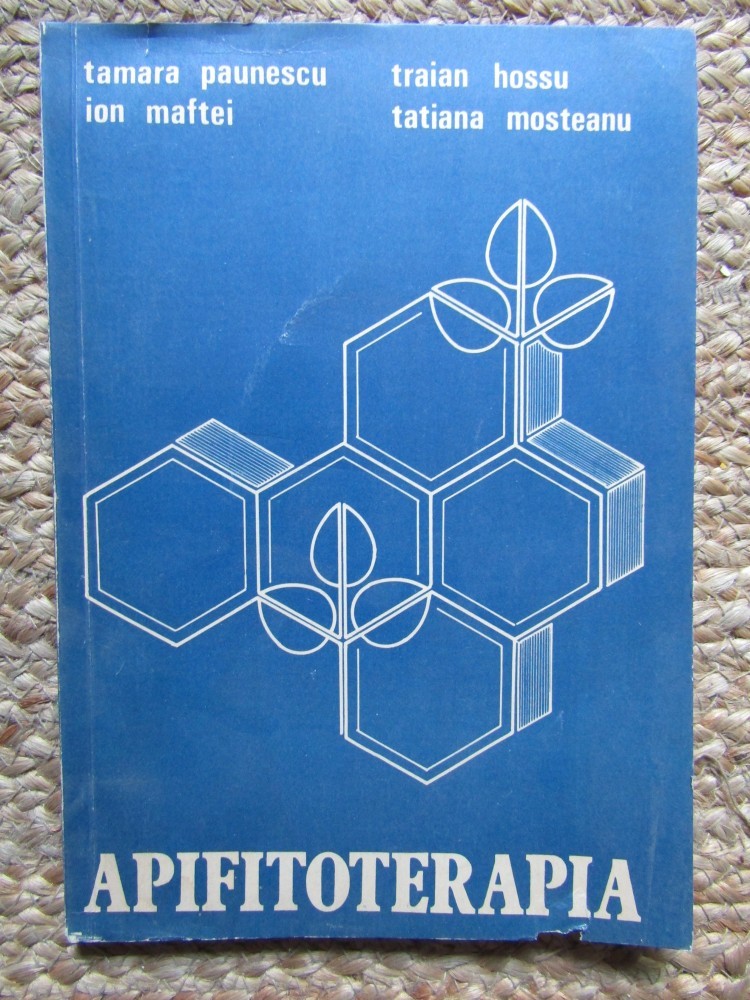 tamara paunescu
ion maftei
traian hossu
tatiana mosteanu
APIFITOTERAPIA